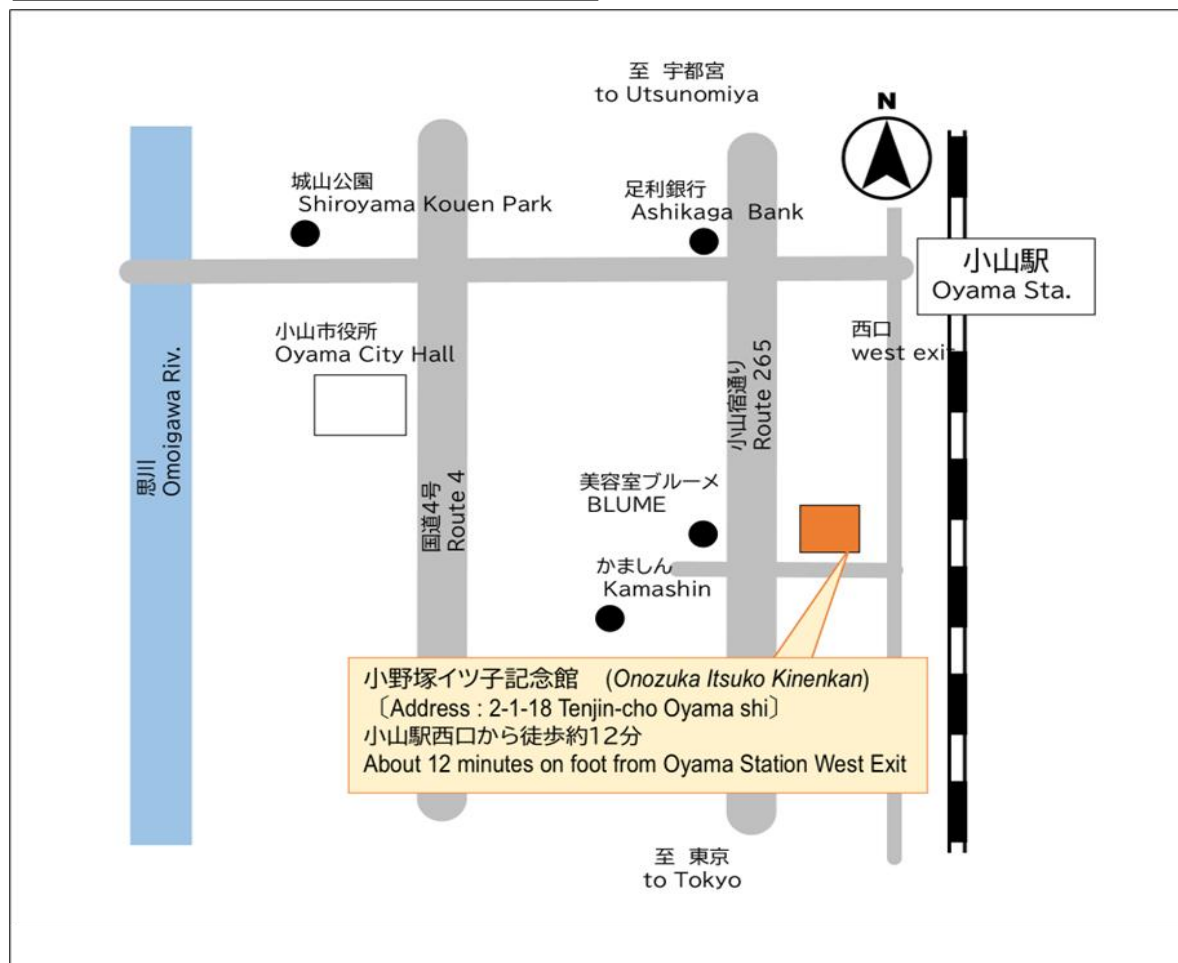 至 宇都宮
to Utsunomiya
N
城山公園
Shiroyama Kouen Park
足利銀行
Ashikaga Bank
小山駅
Oyama Sta.
西口
west exit
小山市役所
Oyama City Hall
思川
Omoigawa Riv.
国道4号
Route 4
小山宿通り
Route 265
美容室ブルーメ
BLUME
かましん
Kamashin
小野塚イツ子記念館 (Onozuka Itsuko Kinenkan)
〔Address : 2-1-18 Tenjin-cho Oyama shi〕
小山駅西口から徒歩約12分
About 12 minutes on foot from Oyama Station West Exit
至 東京
to Tokyo